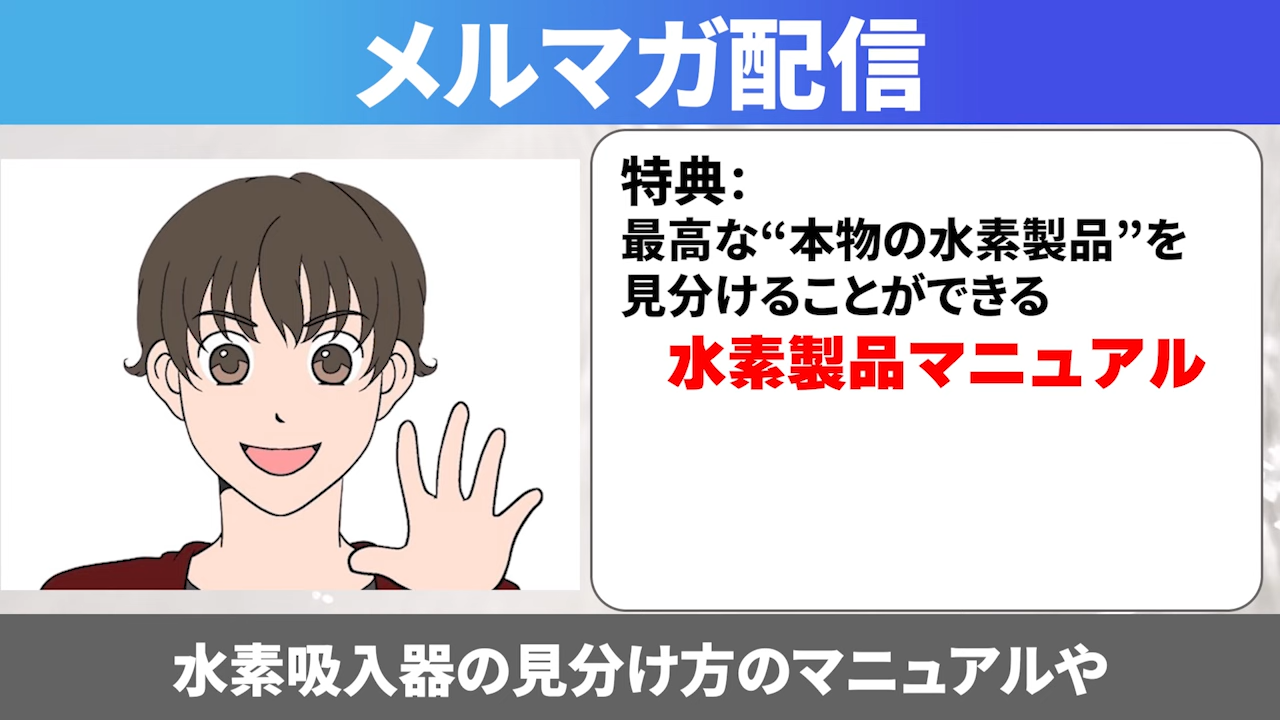 メルマガ配信
特典：
最高な“本物の水素製品”を
見分けることができる
水素製品マニュアル
水素吸入器の見分け方のマニュアルや